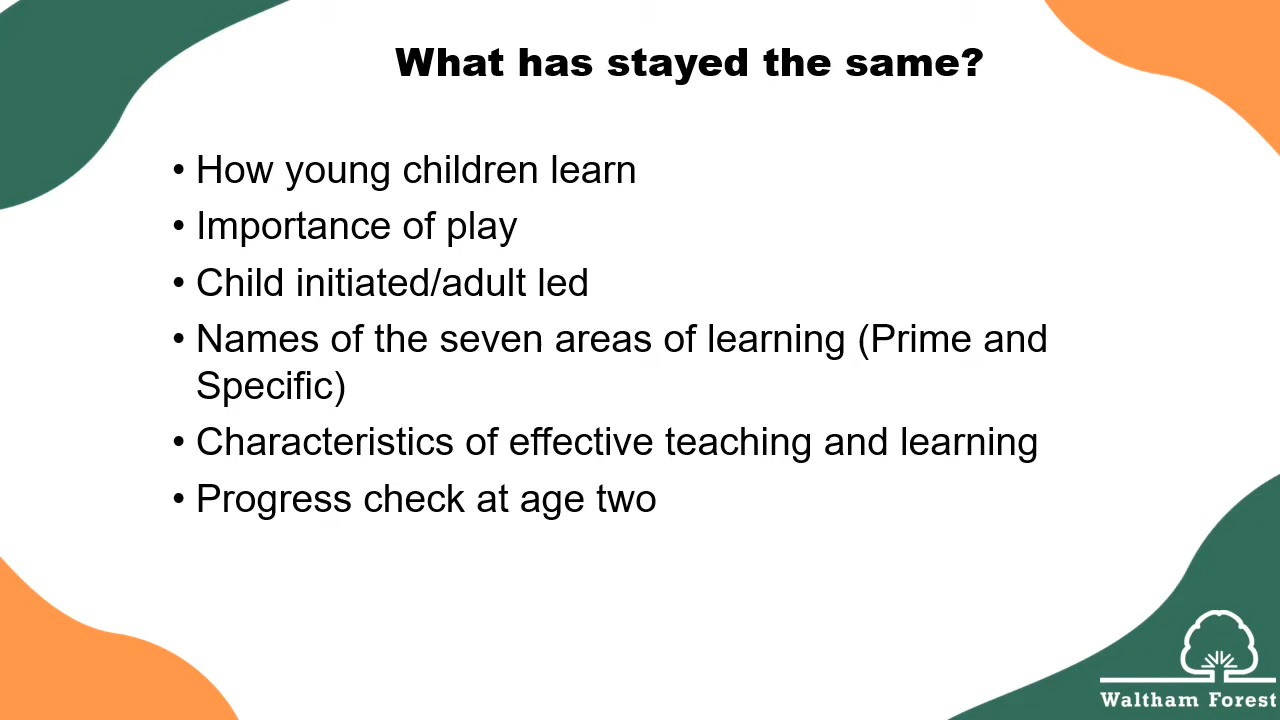 What has stayed the same?
• How young children learn
• Importance of play
• Child initiated/adult led
• Names of the seven areas of learning (Prime and
Specific)
• Characteristics of effective teaching and learning
• Progress check at age two
Waltham Forest